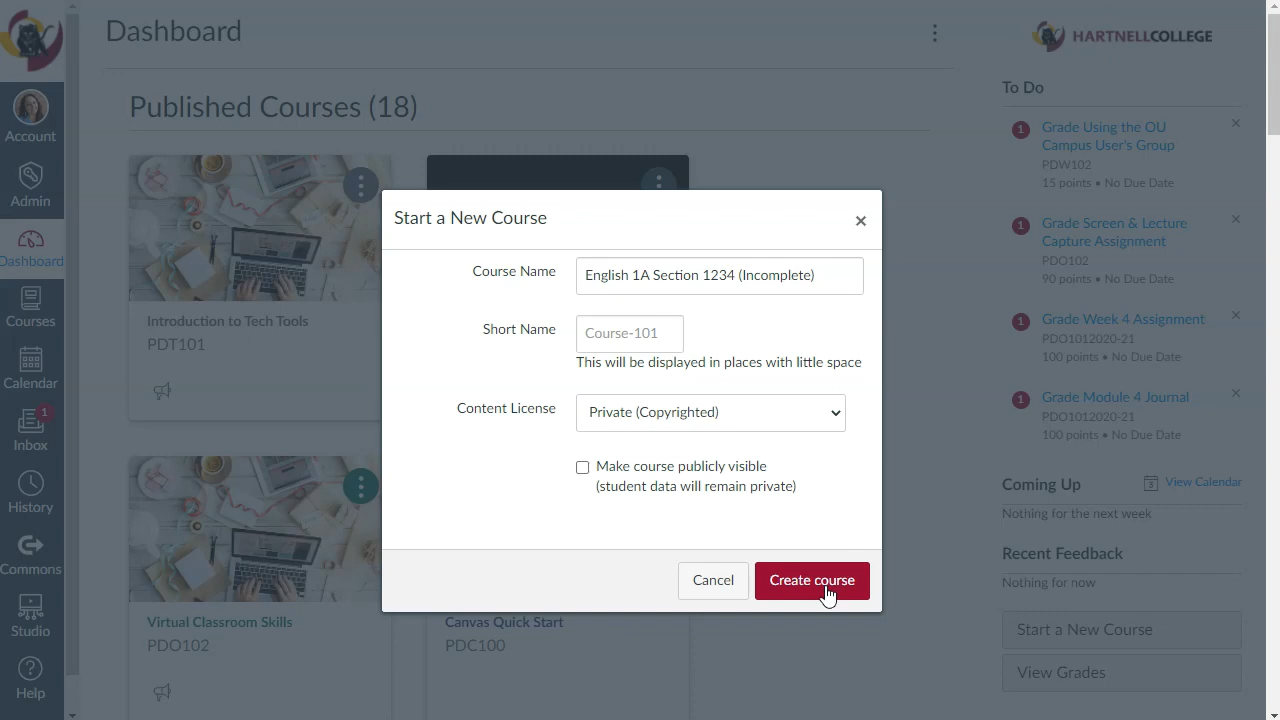 Dashboard
HARTNELLCOLLEGE
To Do
Published Courses (18)
Account
Admin
Dashboard
Courses
Calendar
1
Inbox
History
Commons
Studio
Help
Introduction to Tech Tools
PDT101
Virtual Classroom Skills
PDO102
Canvas Quick Start
PDC100
Start a New Course
×
Course Name
English 1A Section 1234 (Incomplete)
Short Name
Course-101
This will be displayed in places with little space
Content License
Private (Copyrighted)
Make course publicly visible
(student data will remain private)
Cancel
Create course
1
Grade Using the OU
Campus User's Group
PDW102
15 points • No Due Date
1
Grade Screen & Lecture
Capture Assignment
PDO102
90 points • No Due Date
1
Grade Week 4 Assignment
PDO1012020-21
100 points • No Due Date
1
Grade Module 4 Journal
PDO1012020-21
100 points • No Due Date
Coming Up
3
View Calendar
Nothing for the next week
Recent Feedback
Nothing for now
Start a New Course
View Grades